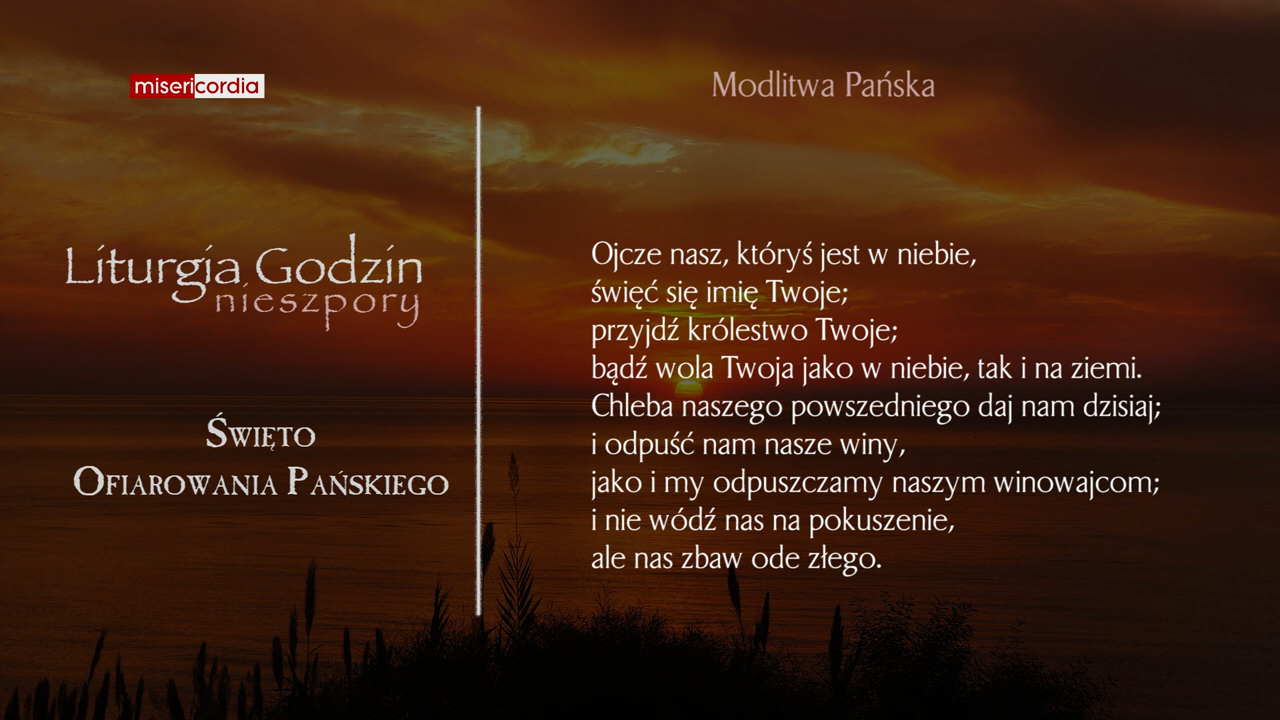 misericordia
Modlitwa Pańska
Liturgia Godzin
nieszpory
Święto
Ofiarowania Pańskiego
Ojcze nasz, któryś jest w niebie,
święć się imię Twoje;
przyjdź królestwo Twoje;
bądź wola Twoja jako w niebie, tak i na ziemi.
Chleba naszego powszedniego daj nam dzisiaj;
i odpuść nam nasze winy,
jako i my odpuszczamy naszym winowajcom;
i nie wódź nas na pokuszenie,
ale nas zbaw ode złego.